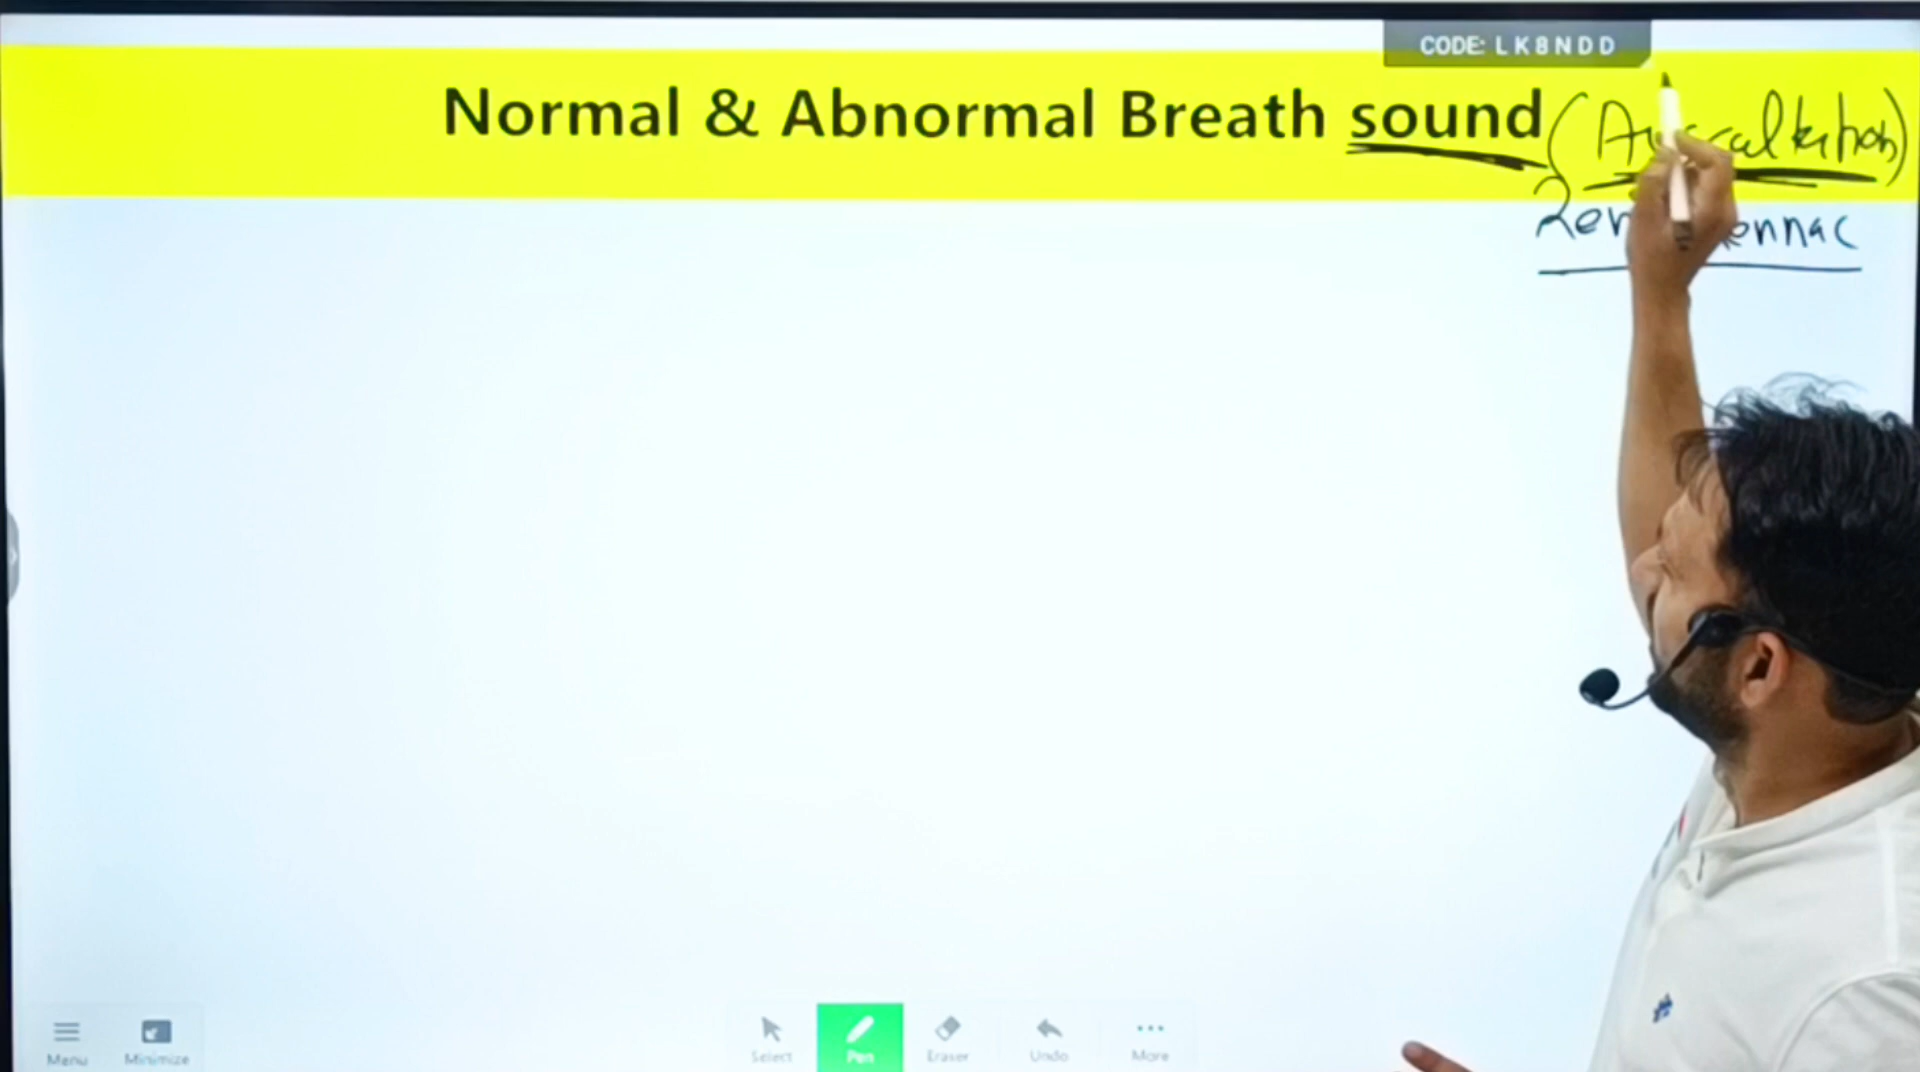 CODE: LK8NDD
Normal & Abnormal Breath sound
Menu
Minimize
Select
Pen
Eraser
Undo
More